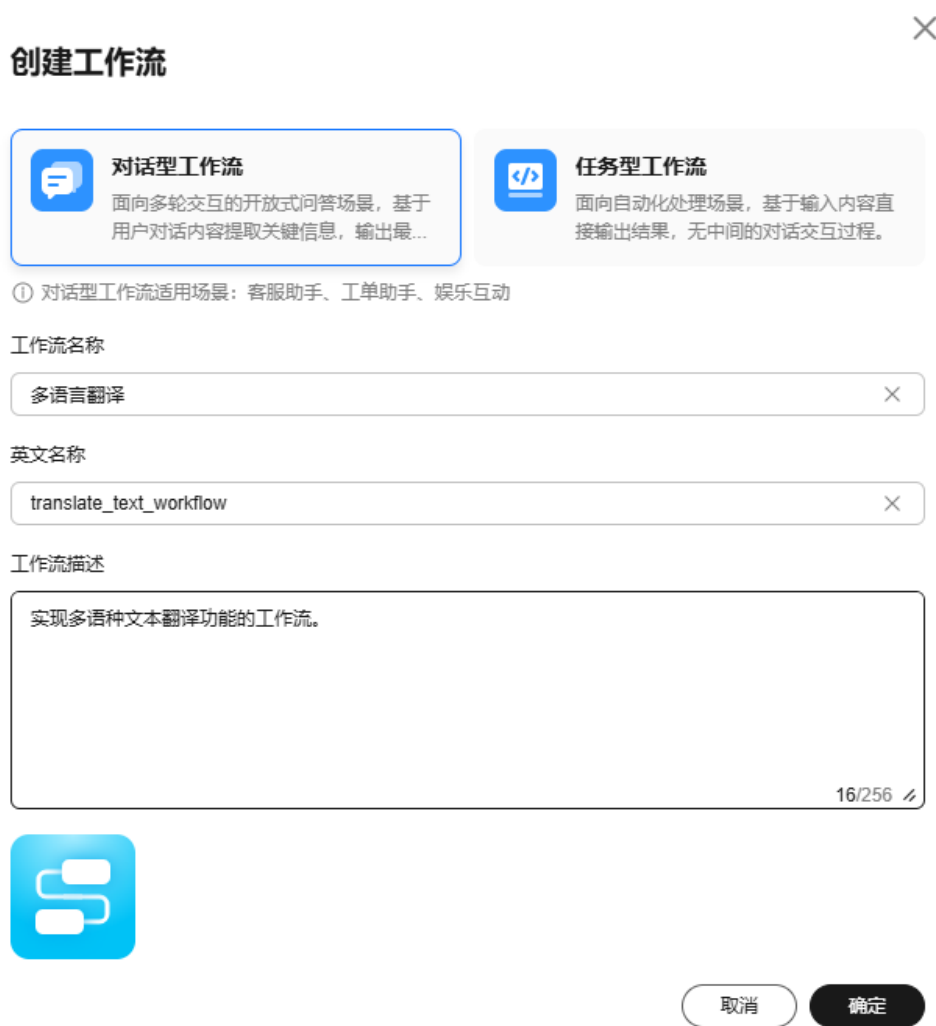 创建工作流
对话型工作流
面向多轮交互的开放式问答场景，基于
用户对话内容提取关键信息，输出最...
任务型工作流
面向自动化处理场景，基于输入内容直
接输出结果，无中间的对话交互过程。
对话型工作流适用场景：客服助手、工单助手、娱乐互动
工作流名称
多语言翻译
英文名称
translate_text_workflow
工作流描述
实现多语种文本翻译功能的工作流。
16/256
取消
确定